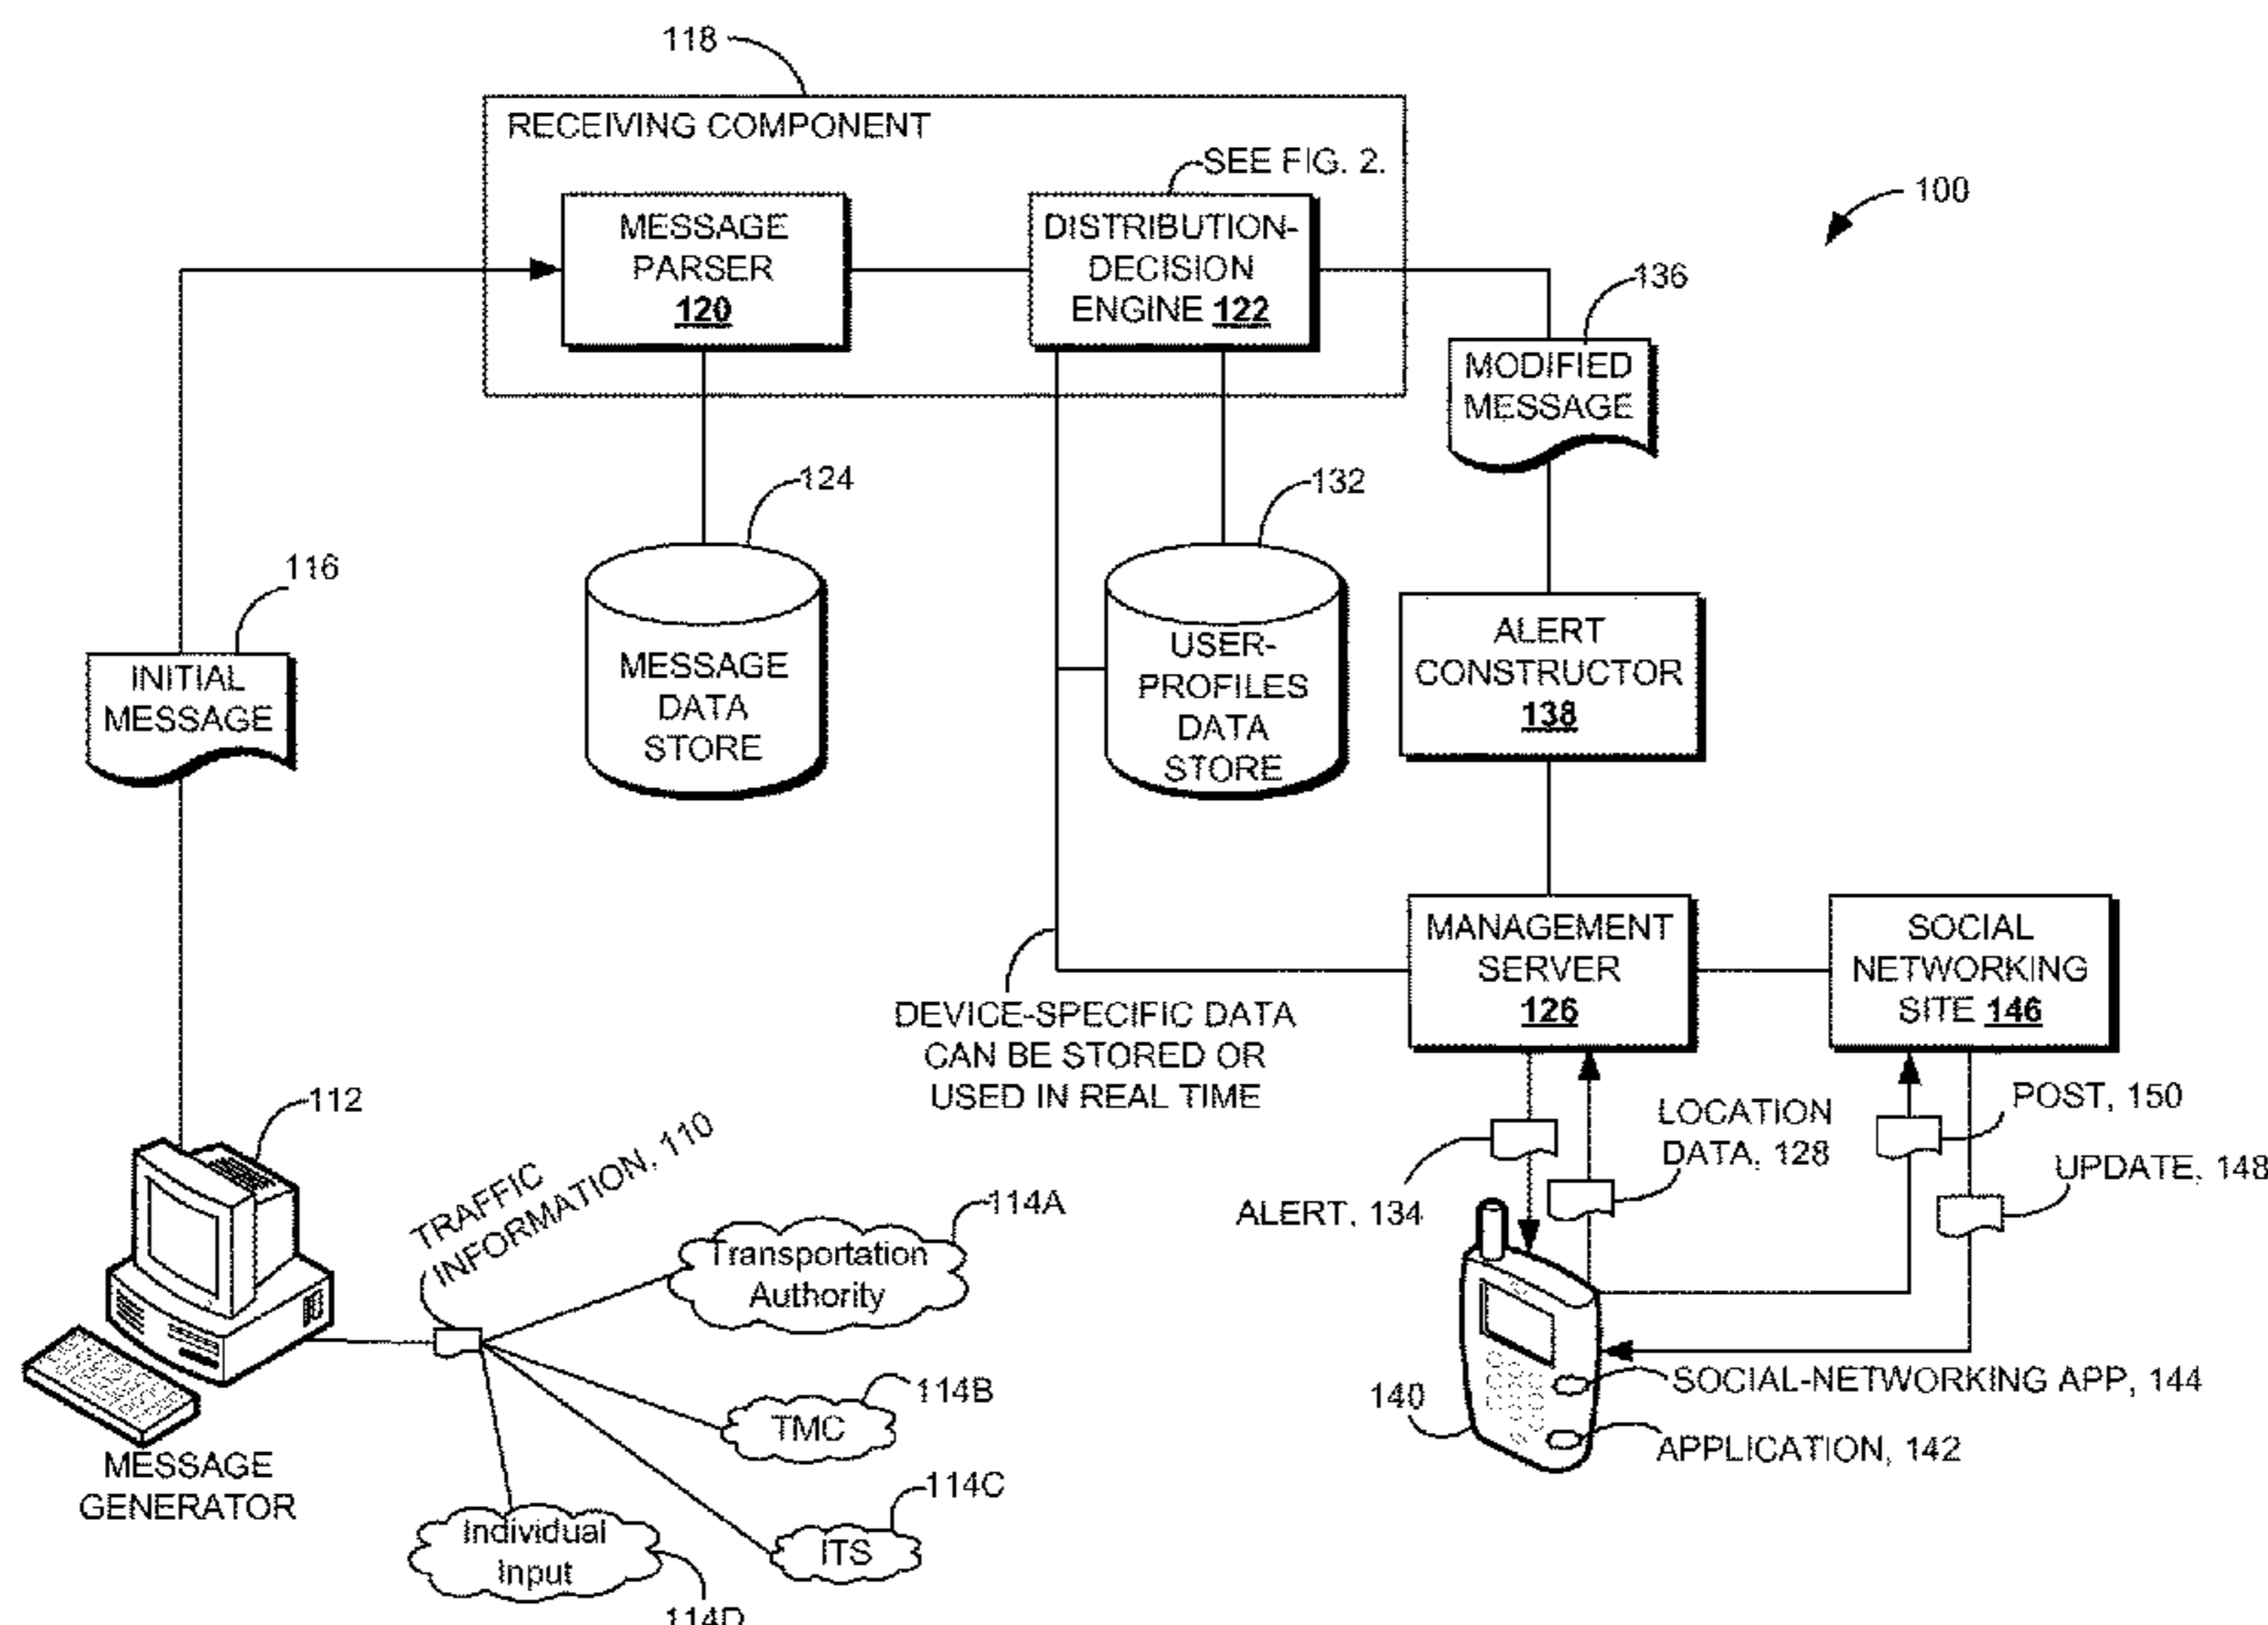 118
RECEIVING COMPONENT
SEE FIG. 2.
100
MESSAGE
PARSER
120
DISTRIBUTION-
DECISION
ENGINE 122
136
MODIFIED
MESSAGE
124
132
116
INITIAL
MESSAGE
MESSAGE
DATA
STORE
USER-
PROFILES
DATA
STORE
ALERT
CONSTRUCTOR
138
MANAGEMENT
SERVER
126
SOCIAL
NETWORKING
SITE 146
DEVICE-SPECIFIC DATA
CAN BE STORED OR
USED IN REAL TIME
112
TRAFFIC
INFORMATION, 110
LOCATION
DATA, 128
POST, 150
UPDATE, 148
ALERT, 134
114A
Transportation
Authority
114B
TMC
140
SOCIAL-NETWORKING APP, 144
APPLICATION, 142
MESSAGE
GENERATOR
114C
ITS
Individual
Input
114D